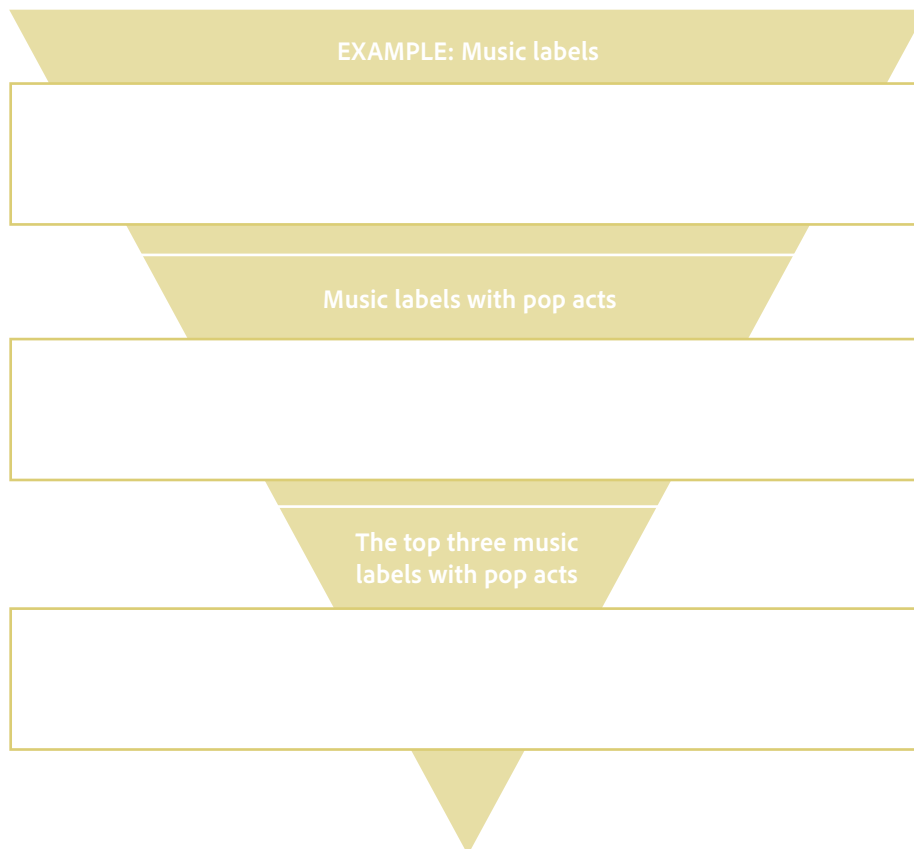 EXAMPLE: Music labels
Music labels with pop acts
The top three music
labels with pop acts